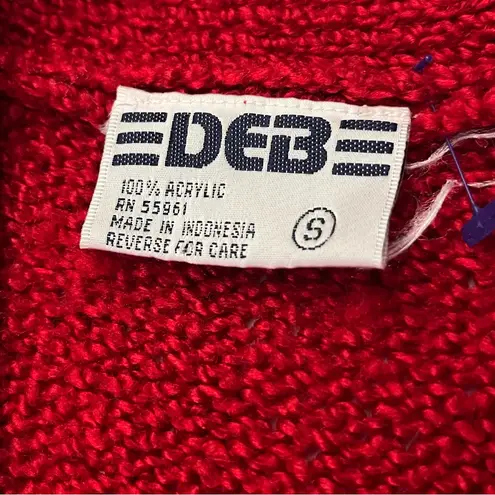 DEB
100% ACRYLIC
RN 55961
MADE IN INDONESIA
REVERSE FOR CARE
S